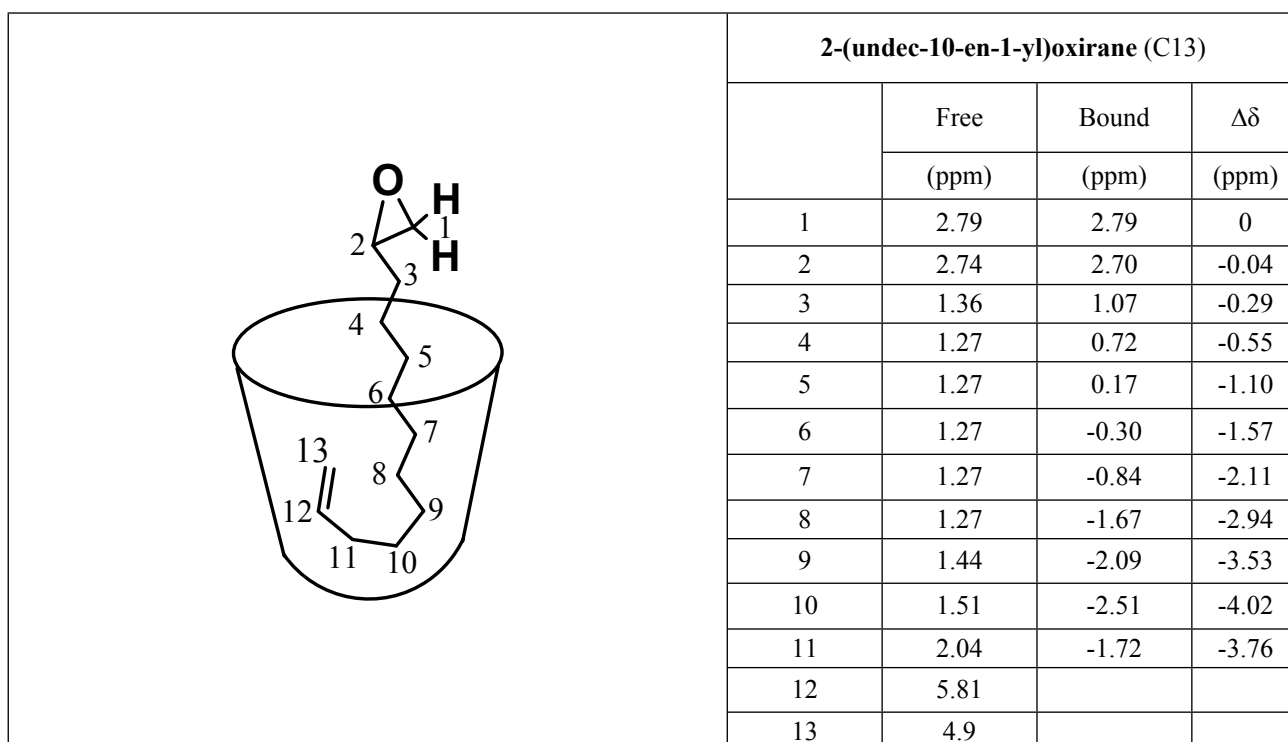 O
H
1
H
2
3
4
5
6
7
13
8
12
9
11
10
2-(undec-10-en-1-yl)oxirane (C13)
Free Bound Δδ
(ppm) (ppm) (ppm)
1 2.79 2.79 0
2 2.74 2.70 -0.04
3 1.36 1.07 -0.29
4 1.27 0.72 -0.55
5 1.27 0.17 -1.10
6 1.27 -0.30 -1.57
7 1.27 -0.84 -2.11
8 1.27 -1.67 -2.94
9 1.44 -2.09 -3.53
10 1.51 -2.51 -4.02
11 2.04 -1.72 -3.76
12 5.81
13 4.9